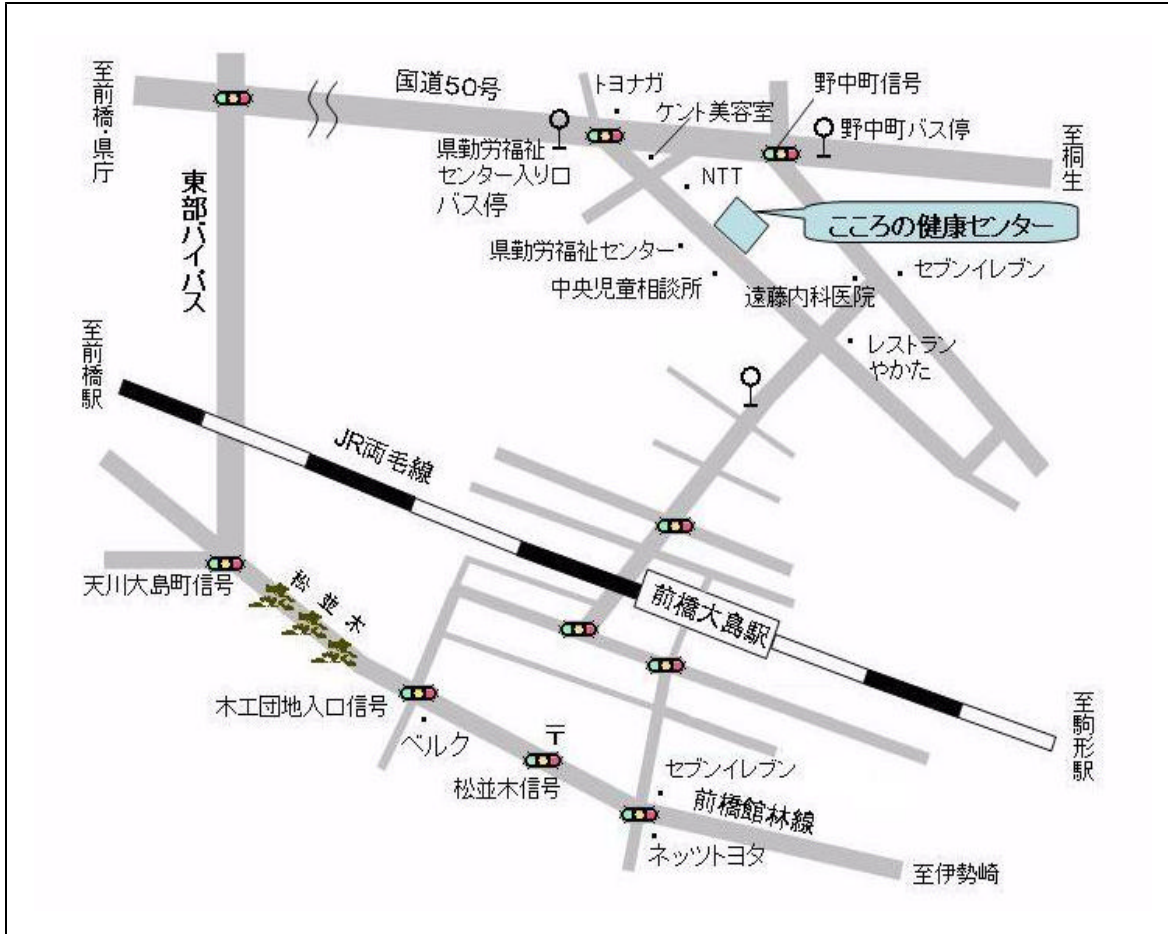 至前橋・県庁
国道50号
トヨナガ
ケント美容室
野中町信号
野中町バス停
至桐生
県勤労福祉
センター入り口
バス停
NTT
こころの健康センター
東部バイパス
県勤労福祉センター
中央児童相談所
遠藤内科医院
セブンイレブン
レストラン
やかた
至前橋駅
JR両毛線
前橋大島駅
天川大島町信号
松並木
木工団地入口信号
ベルク
〒
松並木信号
セブンイレブン
前橋館林線
ネッツトヨタ
至駒形駅
至伊勢崎